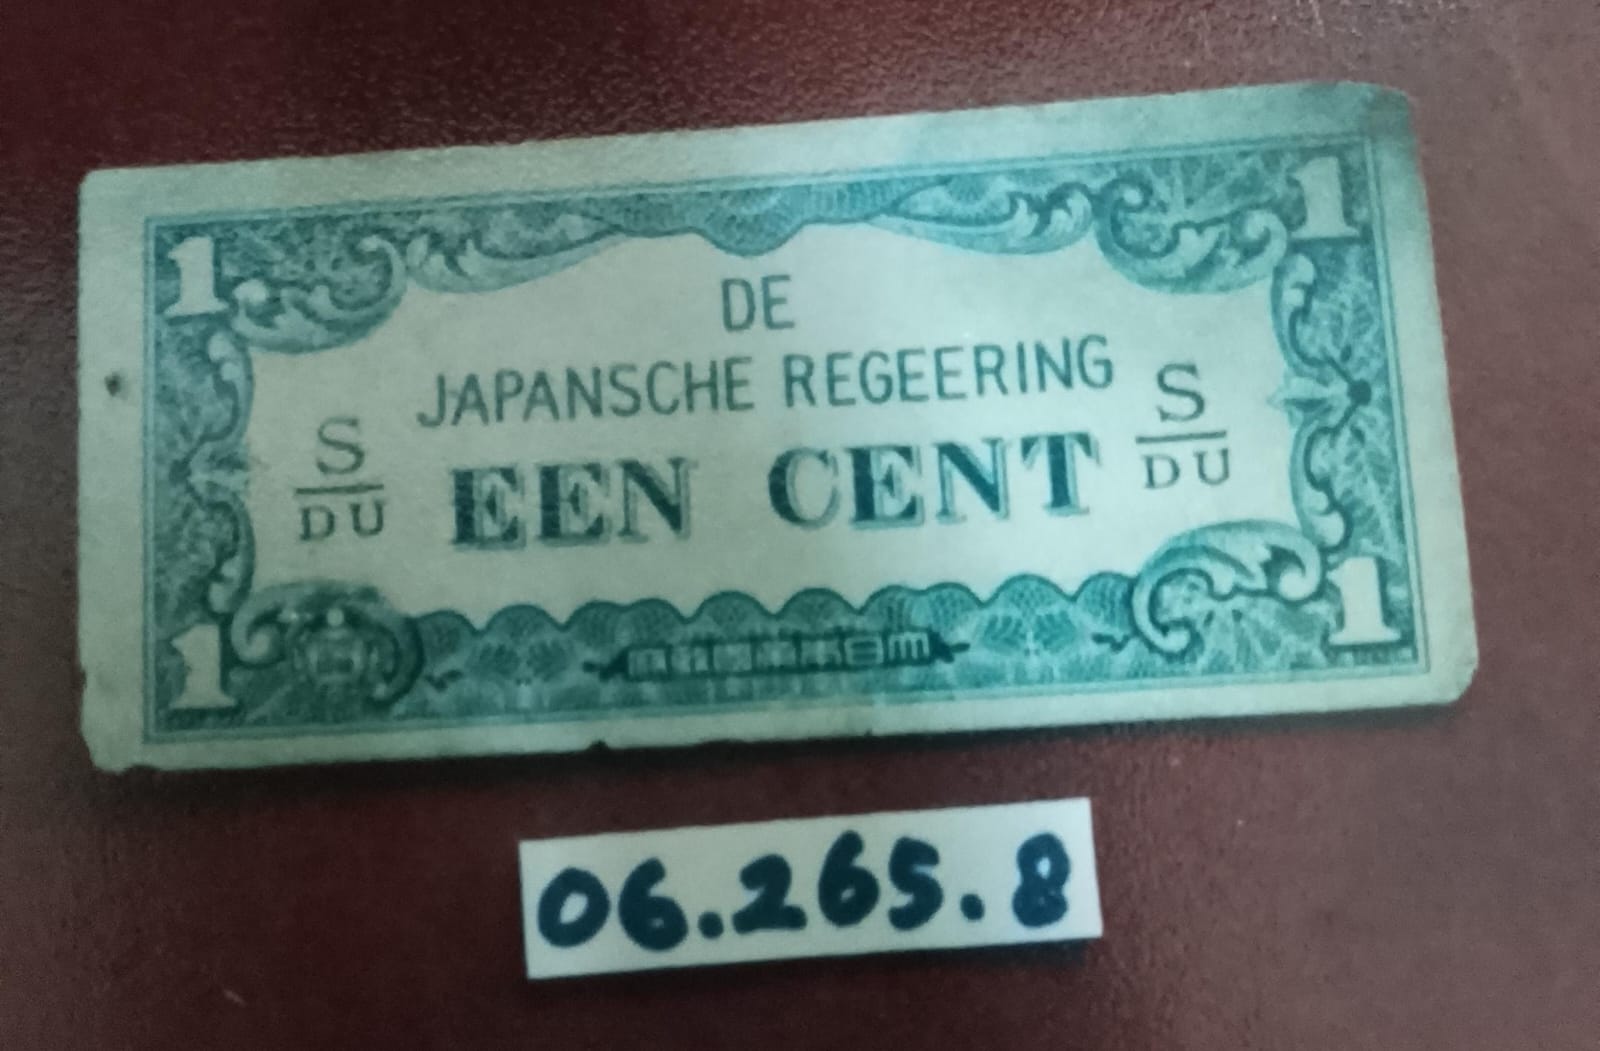 1 1
DE
JAPANSCHE REGEERING
S
DU
EEN CENT
S
DU
1 1
06.265.8